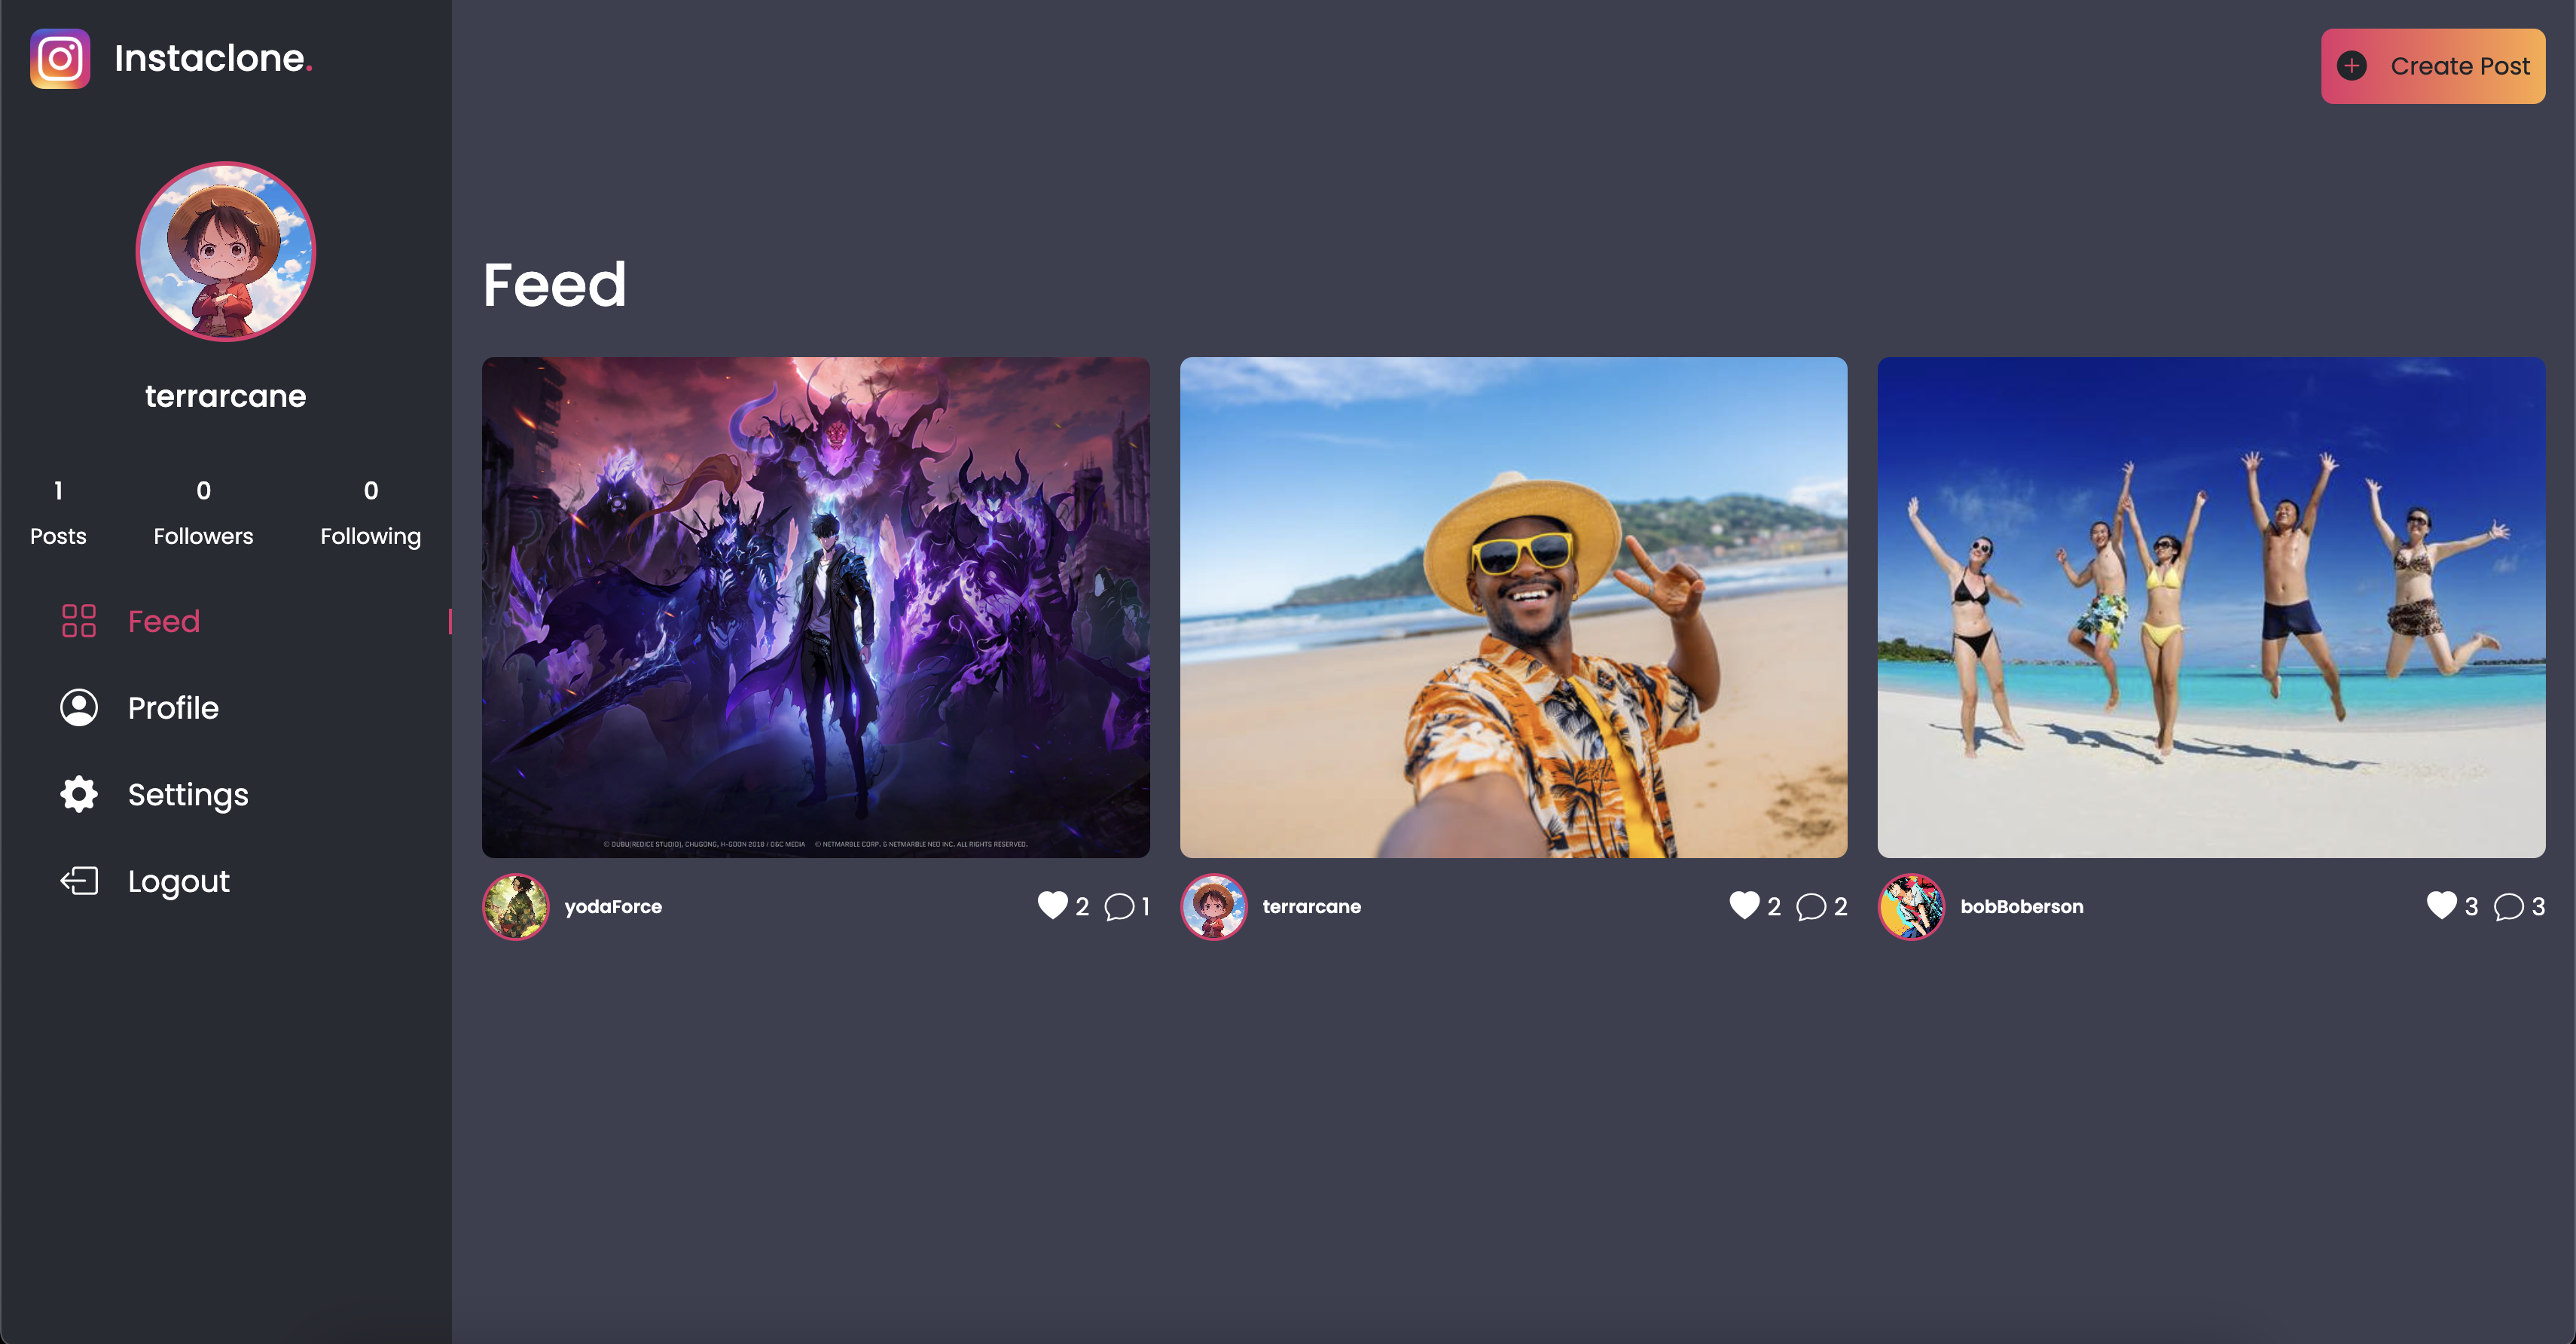 Instaclone.
Create Post
terrarcane
1 0 0
Posts Followers Following
Feed
Profile
Settings
Logout
Feed
© DUBU(REDICE STUDIO), CHUGONG, H-GOON 2018 / D&C MEDIA © NETMARBLE CORP. & NETMARBLE NEO INC. ALL RIGHTS RESERVED.
yodaForce 2 1
terrarcane 2 2
bobBoberson 3 3